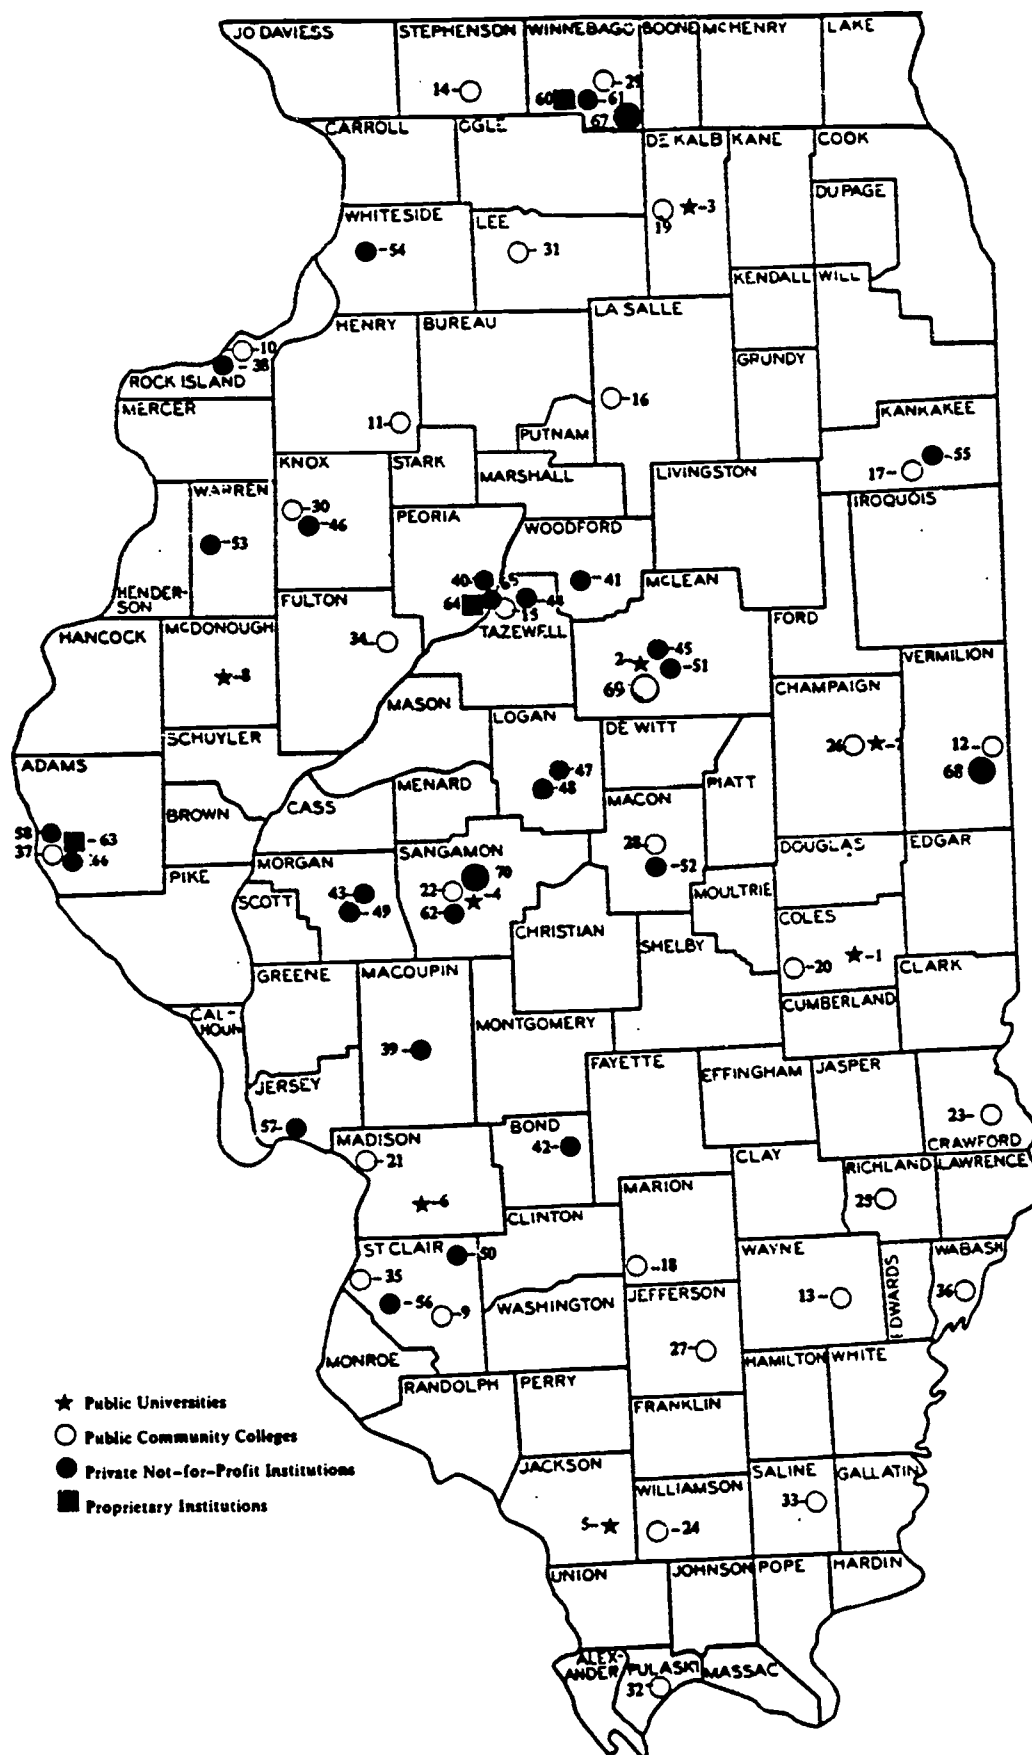 JO DAVIESS
STEPHENSON
WINNEBAGO
BOONE
MCHENRY
LAKE
14-
-29
60
-61
67
CARROLL
OGLE
DE KALB
KANE
COOK
DU PAGE
WHITESIDE
LEE
19
-3
-54
-31
KENDALL
WILL
HENRY
BUREAU
LA SALLE
GRUNDY
-10
-38
ROCK ISLAND
MERCER
11-
-16
PUTNAM
KANKAKEE
17-
-55
KNOX
STARK
MARSHALL
LIVINGSTON
IROQUOIS
WARREN
-30
-46
PEORIA
WOODFORD
-53
HENDER-
SON
FULTON
40-
65
64
-44
15
-41
MCLEAN
FORD
HANCOCK
MCDONOUGH
34-
TAZEWELL
-8
2-
-45
-51
69
VERMILION
MASON
LOGAN
DE WITT
CHAMPAIGN
SCHUYLER
26-
-7
12-
68
ADAMS
BROWN
CASS
MENARD
-47
-48
MACON
PIATT
58
-63
37
-66
28-
-52
DOUGLAS
EDGAR
PIKE
MORGAN
SCOTT
43-
-49
SANGAMON
70
22-
-4
62-
CHRISTIAN
MOULTRIE
SHELBY
COLES
-20
-1
CLARK
GREENE
MACOUPIN
CUMBERLAND
CAL-
HOUN
MONTGOMERY
39-
FAYETTE
EFFINGHAM
JASPER
JERSEY
57-
23-
CRAWFORD
MADISON
-21
BOND
42-
CLAY
RICHLAND
LAWRENCE
-6
MARION
25-
CLINTON
ST CLAIR
-50
-35
-56
-9
-18
WAYNE
13-
EDWARDS
WABASH
36-
WASHINGTON
JEFFERSON
27-
MONROE
HAMILTON
WHITE
RANDOLPH
PERRY
FRANKLIN
Public Universities
Public Community Colleges
Private Not-for-Profit Institutions
Proprietary Institutions
JACKSON
WILLIAMSON
SALINE
GALLATIN
5-
-24
33-
UNION
JOHNSON
POPE
HARDIN
ALEX-
ANDER
PULASKI
MASSAC
32-